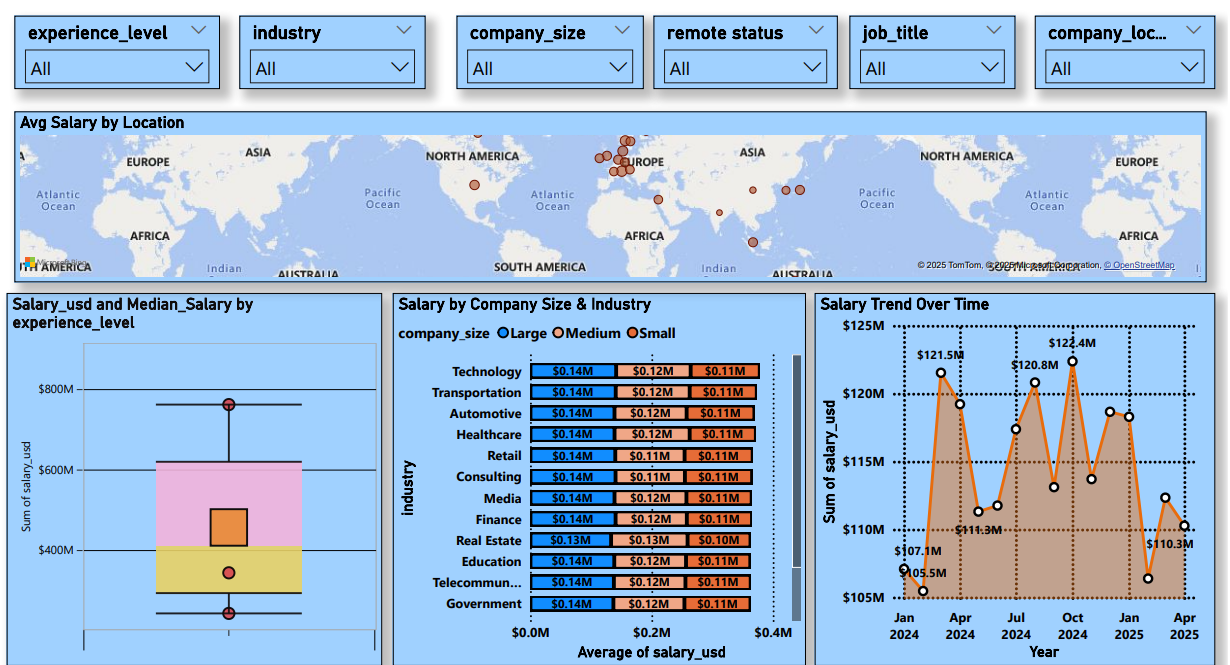 experience_level
industry
company_size
remote status
job_title
company_loc...
All
All
All
All
All
All
Avg Salary by Location
EUROPE
ASIA
NORTH AMERICA
EUROPE
ASIA
NORTH AMERICA
EUROPE
Atlantic
Ocean
Pacific
Ocean
Atlantic
Ocean
Pacific
Ocean
Atlantic
Ocean
AFRICA
AFRICA
AFRICA
Microsoft Bing
TH AMERICA
Indian
AUSTRALIA
SOUTH AMERICA
Indian
AUSTRALIA
SOUTH AMERICA
© 2025 TomTom, © 2025 Microsoft Corporation, © OpenStreetMap
Salary_usd and Median_Salary by
experience_level
$800M
$600M
$400M
Sum of salary_usd
Salary by Company Size & Industry
company_size Large Medium Small
industry
Technology $0.14M $0.12M $0.11M
Transportation $0.14M $0.12M $0.11M
Automotive $0.14M $0.12M $0.11M
Healthcare $0.14M $0.12M $0.11M
Retail $0.14M $0.11M $0.11M
Consulting $0.14M $0.12M $0.11M
Media $0.14M $0.12M $0.11M
Finance $0.14M $0.12M $0.11M
Real Estate $0.13M $0.13M $0.10M
Education $0.14M $0.12M $0.11M
Telecommun... $0.14M $0.12M $0.11M
Government $0.14M $0.12M $0.11M
$0.0M $0.2M $0.4M
Average of salary_usd
Salary Trend Over Time
Sum of salary_usd
$125M
$120M
$115M
$110M
$105M
$107.1M
$105.5M
$121.5M
$111.3M
$120.8M
$122.4M
$110.3M
Jan Apr Jul Oct Jan Apr
2024 2024 2024 2024 2025 2025
Year